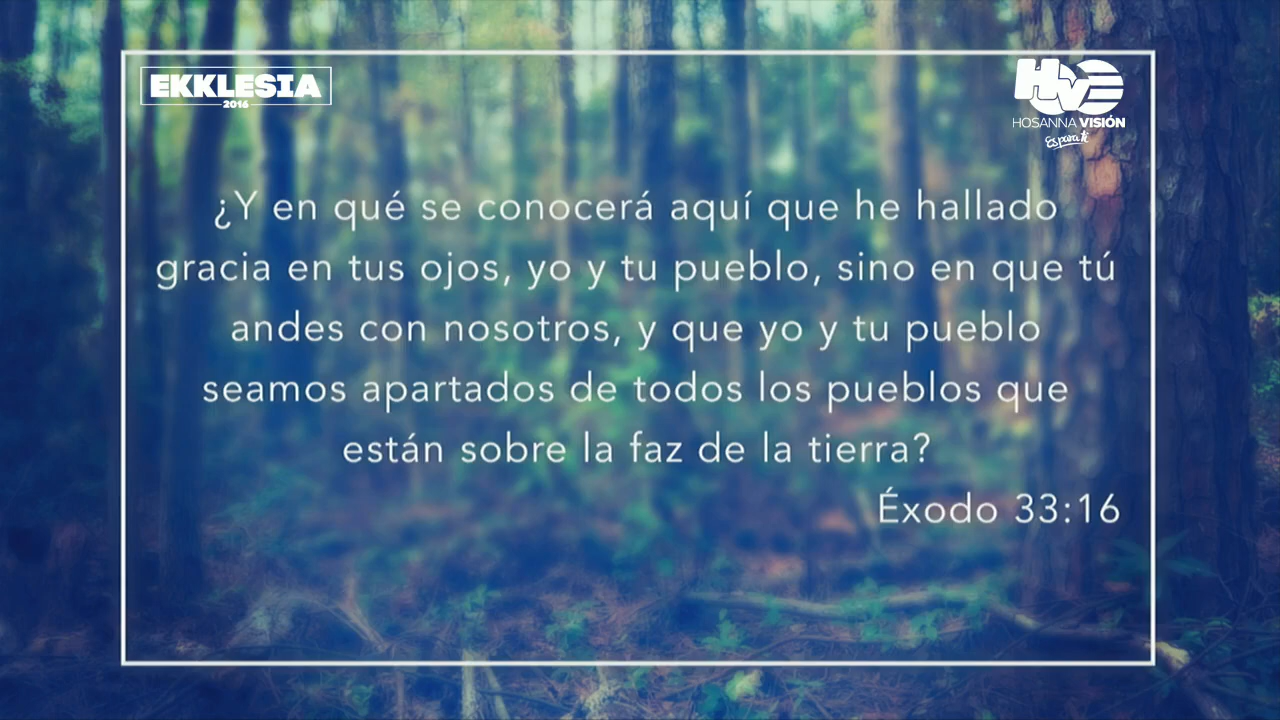 EKKLESIA
2016
HVE
HOSANNA VISIÓN
Es para ti
¿Y en qué se conocerá aquí que he hallado
gracia en tus ojos, yo y tu pueblo, sino en que tú
andes con nosotros, y que yo y tu pueblo
seamos apartados de todos los pueblos que
están sobre la faz de la tierra?
Éxodo 33:16